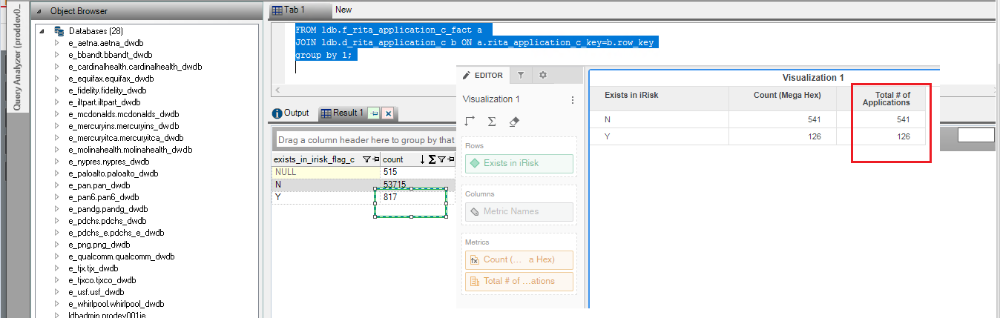 Query Analyzer (proddev0_
Object Browser
Databases (28)
e_aetna.aetna_dwdb
e_bbandt.bbandt_dwdb
e_cardinalhealth.cardinalhealth_dwdb
e_equifax.equifax_dwdb
e_fidelity.fidelity_dwdb
e_iltpart.iltpart_dwdb
e_mcdonalds.mcdonalds_dwdb
e_mercuryins.mercuryins_dwdb
e_mercuryitca.mercuryitca_dwdb
e_molinahealth.molinahealth_dwdb
e_nypres.nypres_dwdb
e_paloalto.paloalto_dwdb
e_pan.pan_dwdb
e_pan6.pan6_dwdb
e_pandg.pandg_dwdb
e_pdchs.pdchs_dwdb
e_pdchs_e.pdchs_e_dwdb
e_png.png_dwdb
e_qualcomm.qualcomm_dwdb
e_tjx.tjx_dwdb
e_tjxco.tjxco_dwdb
e_usf.usf_dwdb
e_whirlpool.whirlpool_dwdb
ldbadmin.prodev001ie
Tab 1 New
FROM ldb.f_rita_application_c_fact a
JOIN ldb.d_rita_application_c b ON a.rita_application_c_key=b.row_key
group by 1;
Output Result 1
Drag a column header here to group by that
exists_in_irisk_flag_c count
NULL 515
N 53715
Y 817
EDITOR
Visualization 1
Rows
Exists in iRisk
Columns
Metric Names
Metrics
Count (... a Hex)
Total # of ...ations
Visualization 1
Exists in iRisk Count (Mega Hex) Total # of
Applications
N 541 541
Y 126 126